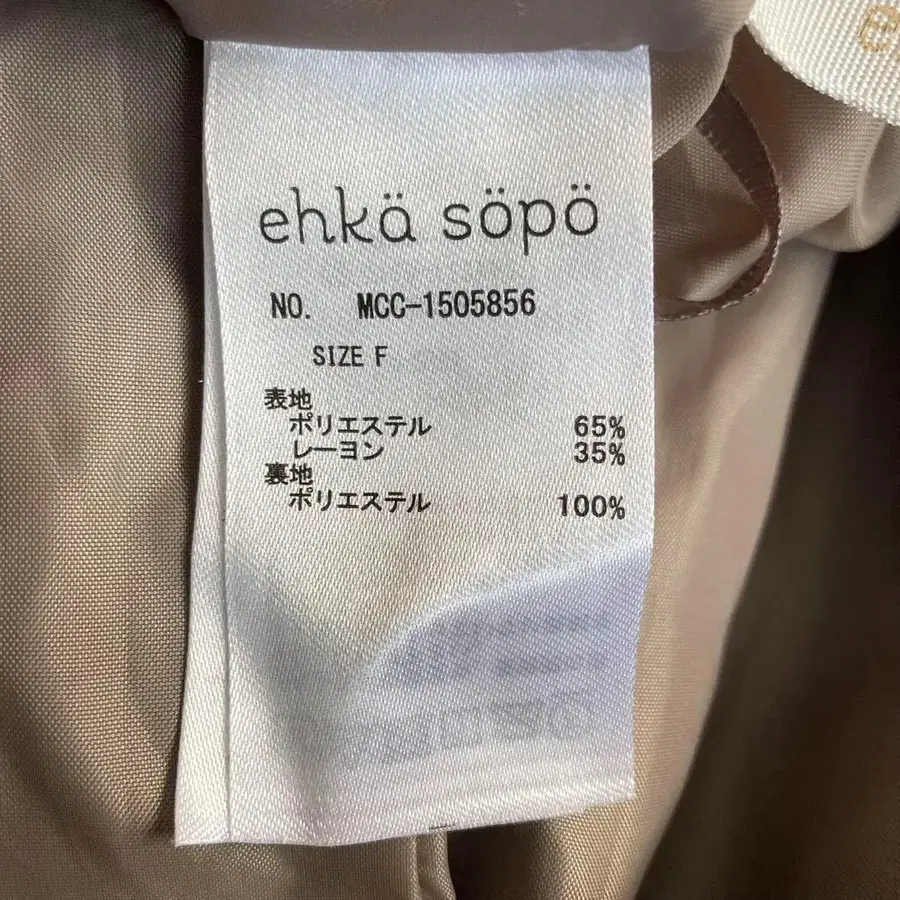 ehkä söpö
NO. MCC-1505856
SIZE F
表地
ポリエステル 65%
レーヨン 35%
裏地
ポリエステル 100%